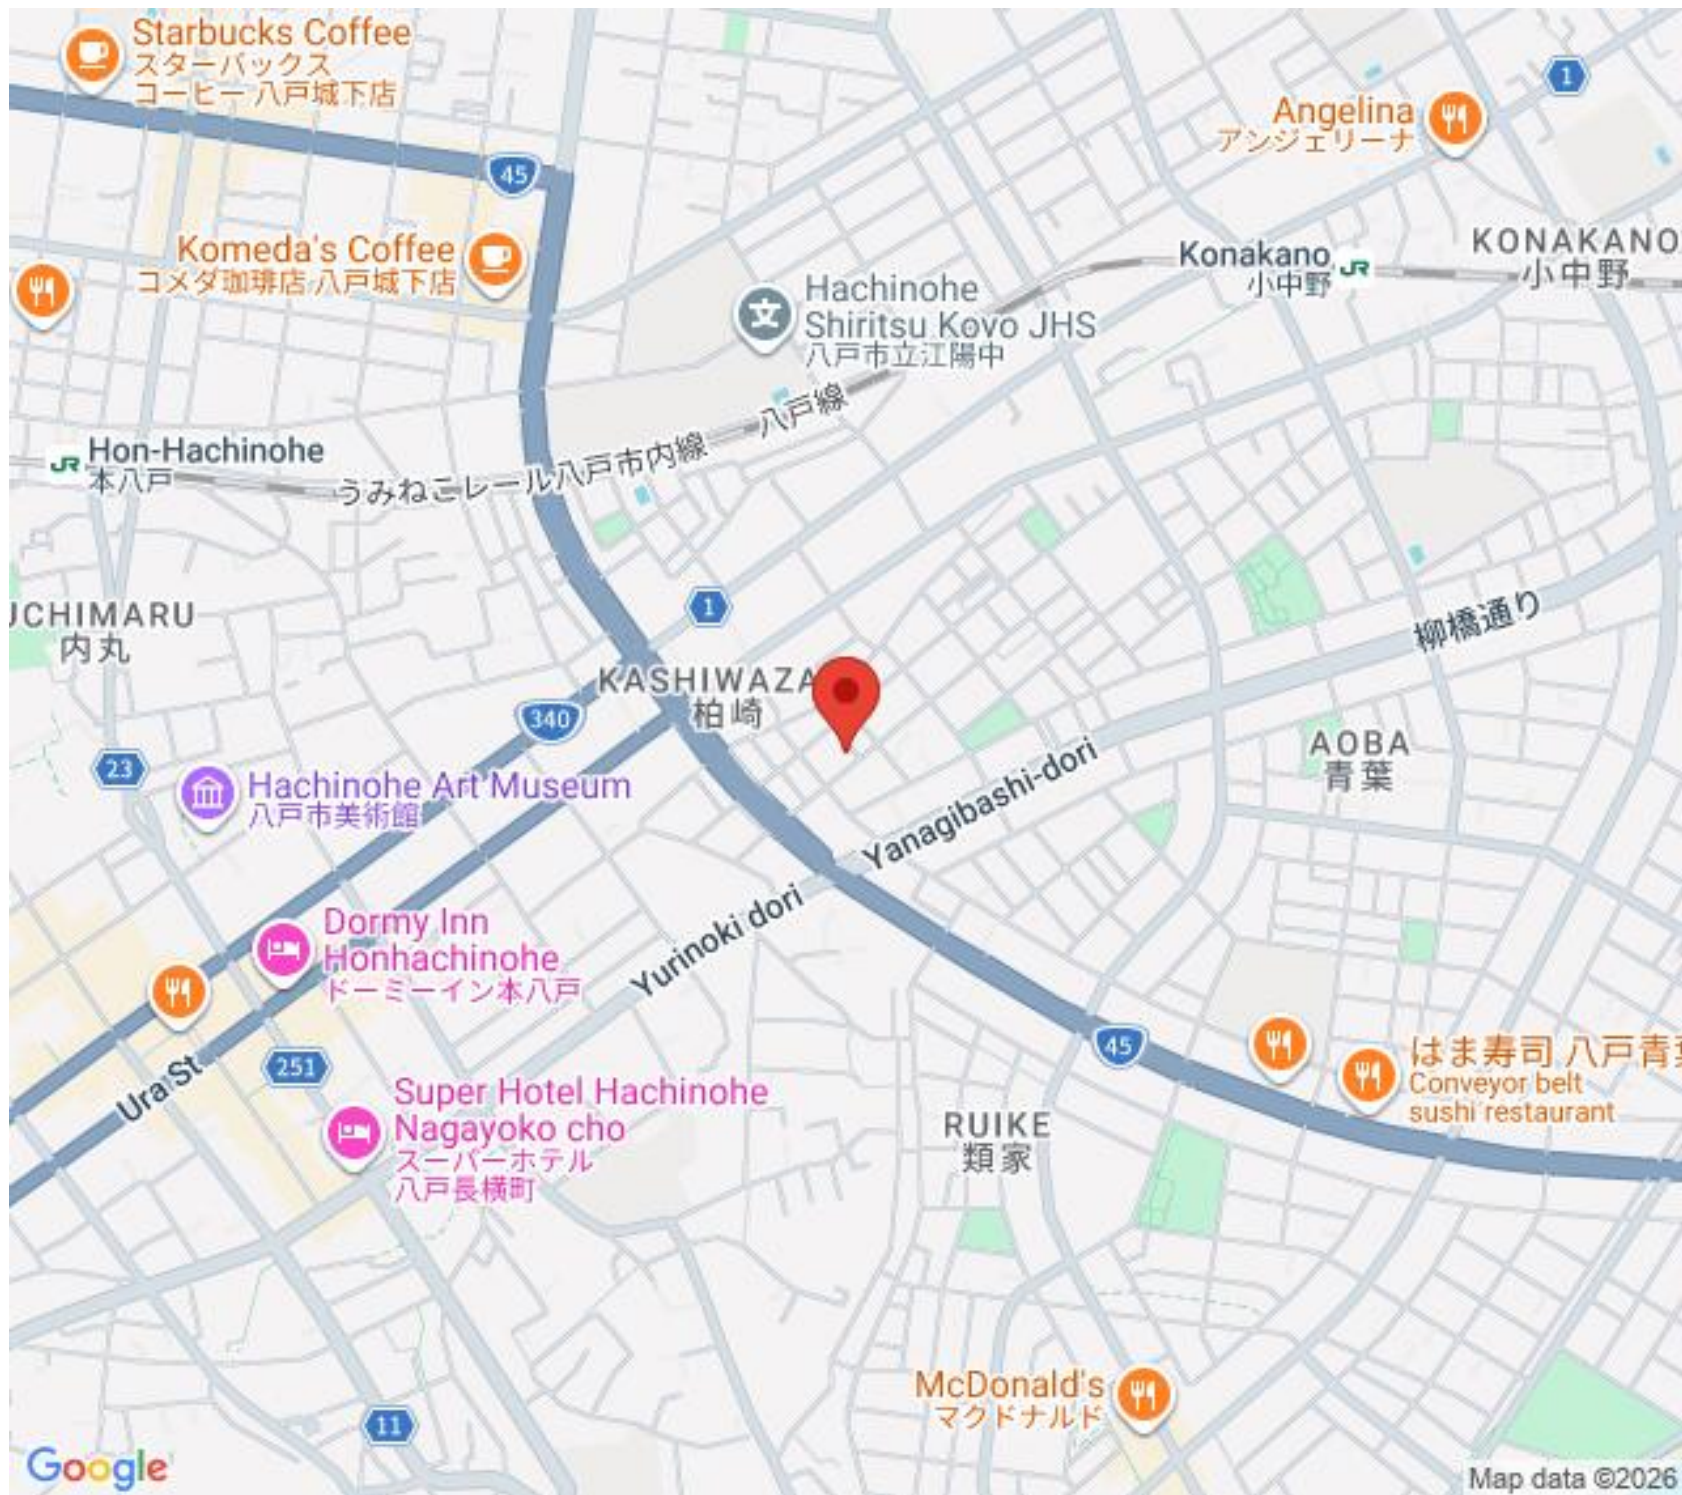 Starbucks Coffee
スターバックス
コーヒー 八戸城下店
1
Angelina
アンジェリーナ
45
Komeda's Coffee
コメダ珈琲店 八戸城下店
Konakano
小中野
JR
KONAKANO
小中野
Hachinohe
Shiritsu Koyo JHS
八戸市立江陽中
JR
Hon-Hachinohe
本八戸
うみねこレール八戸市内線
八戸線
1
UCHIMARU
内丸
柳橋通り
KASHIWAZA
柏崎
340
AOBA
青葉
23
Hachinohe Art Museum
八戸市美術館
Yanagibashi-dori
Yurinoki dori
Dormy Inn
Honhachinohe
ドーミーイン本八戸
45
はま寿司 八戸青葉
Conveyor belt
sushi restaurant
251
Ura St
Super Hotel Hachinohe
Nagayoko cho
スーパーホテル
八戸長横町
RUIKE
類家
McDonald's
マクドナルド
11
Google
Map data ©2026